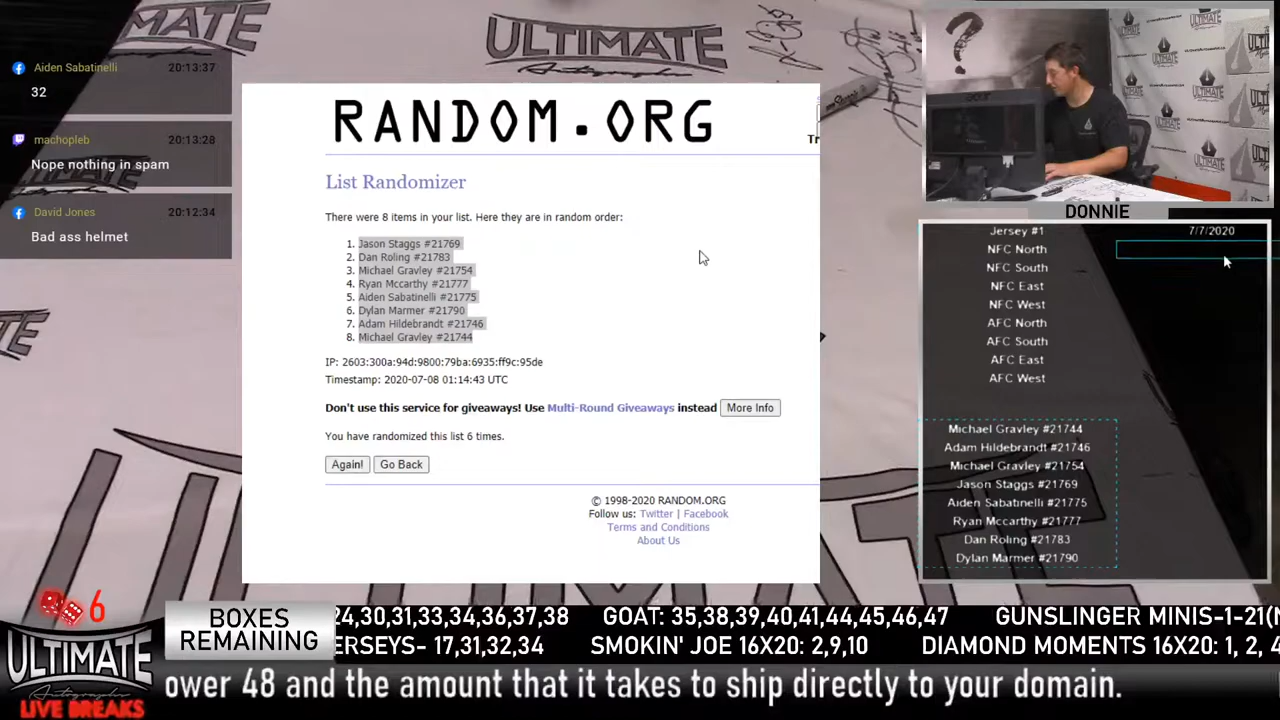 Aiden Sabatinelli 20:13:37
32
machopleb 20:13:28
Nope nothing in spam
David Jones 20:12:34
Bad ass helmet
ULTIMATE
RANDOM.ORG
Tr
List Randomizer
There were 8 items in your list. Here they are in random order:
1. Jason Staggs #21769
2. Dan Roling #21783
3. Michael Gravley #21754
4. Ryan Mccarthy #21777
5. Aiden Sabatinelli #21775
6. Dylan Marmer #21790
7. Adam Hildebrandt #21746
8. Michael Gravley #21744
IP: 2603:300a:94d:9800:79ba:6935:ff9c:95de
Timestamp: 2020-07-08 01:14:43 UTC
Don't use this service for giveaways! Use Multi-Round Giveaways instead More Info
You have randomized this list 6 times.
Again! Go Back
© 1998-2020 RANDOM.ORG
Follow us: Twitter | Facebook
Terms and Conditions
About Us
DONNIE
Jersey #1 7/7/2020
NFC North
NFC South
NFC East
NFC West
AFC North
AFC South
AFC East
AFC West
Michael Gravley #21744
Adam Hildebrandt #21746
Michael Gravley #21754
Jason Staggs #21769
Aiden Sabatinelli #21775
Ryan Mccarthy #21777
Dan Roling #21783
Dylan Marmer #21790
6
ULTIMATE
Autographs
LIVE BREAKS
BOXES
REMAINING
24,30,31,33,34,36,37,38 GOAT: 35,38,39,40,41,44,45,46,47 GUNSLINGER MINIS-1-21(N
ERSEYS- 17,31,32,34 SMOKIN' JOE 16X20: 2,9,10 DIAMOND MOMENTS 16X20: 1, 2, 4
ower 48 and the amount that it takes to ship directly to your domain.